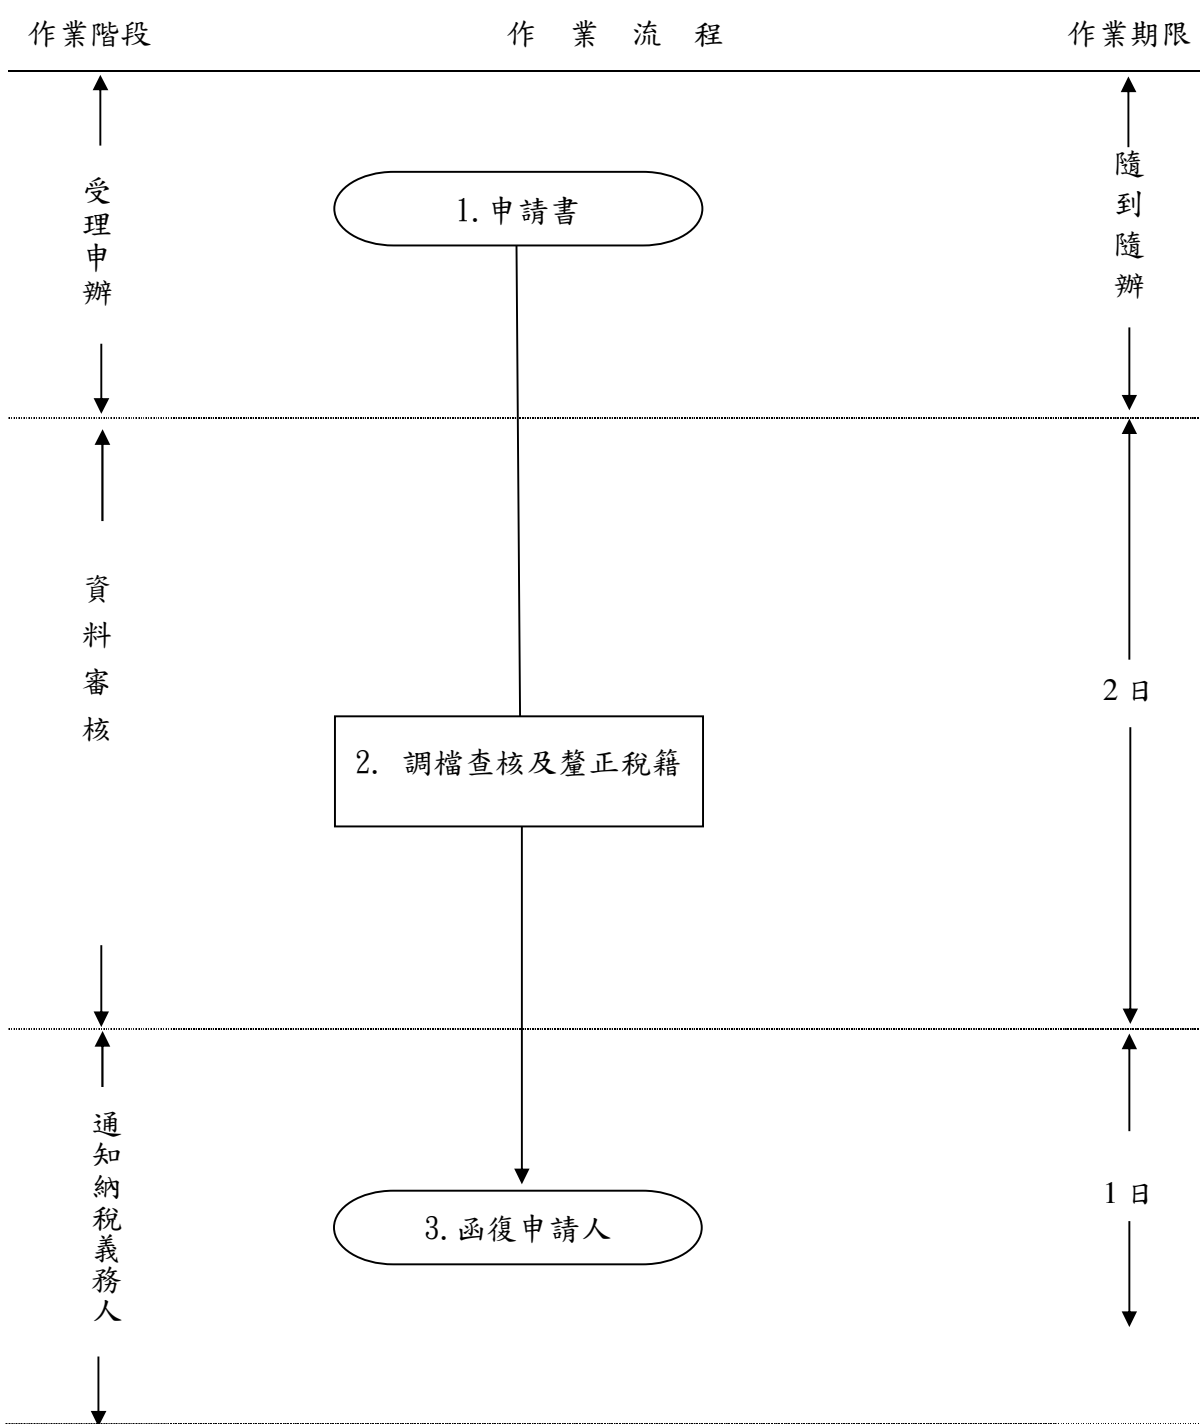 作業階段
作業流程
作業期限
受理申辦
1.申請書
隨到隨辦
資料審核
2. 調檔查核及釐正稅籍
2日
通知納稅義務人
3.函復申請人
1日